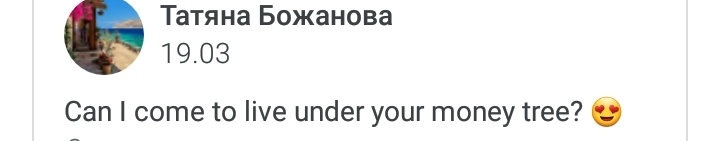 Татяна Божанова
19.03
Can I come to live under your money tree? 😍